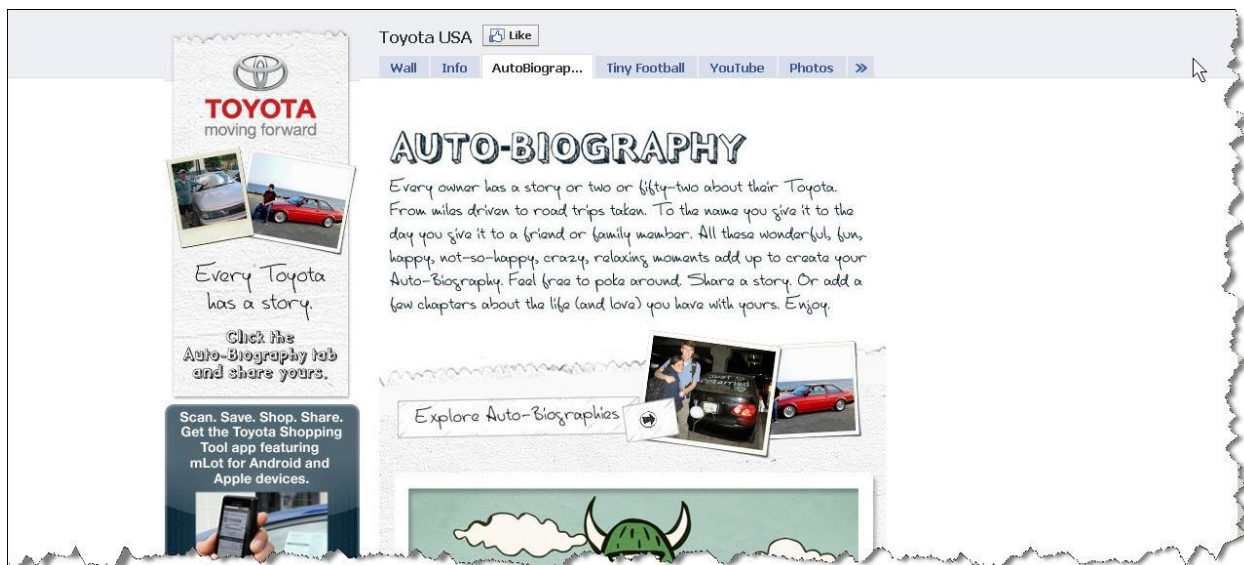 Toyota USA
Like
Wall
Info
AutoBiograp...
Tiny Football
YouTube
Photos
»
TOYOTA
moving forward
Every Toyota
has a story.
Click the
Auto-Biography tab
and share yours.
Scan. Save. Shop. Share.
Get the Toyota Shopping
Tool app featuring
mLot for Android and
Apple devices.
AUTO-BIOGRAPHY
Every owner has a story or two or fifty-two about their Toyota.
From miles driven to road trips taken. To the name you give it to the
day you give it to a friend or family member. All these wonderful, fun,
happy, not-so-happy, crazy, relaxing moments add up to create your
Auto-Biography. Feel free to poke around. Share a story. Or add a
few chapters about the life (and love) you have with yours. Enjoy.
Explore Auto-Biographies
Just
Married